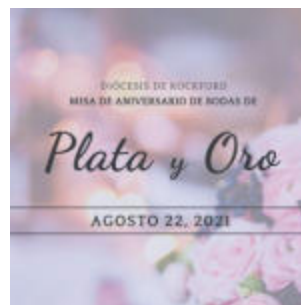 DIÓCESIS DE ROCKFORD
MISA DE ANIVERSARIO DE BODAS DE
Plata y Oro
AGOSTO 22, 2021